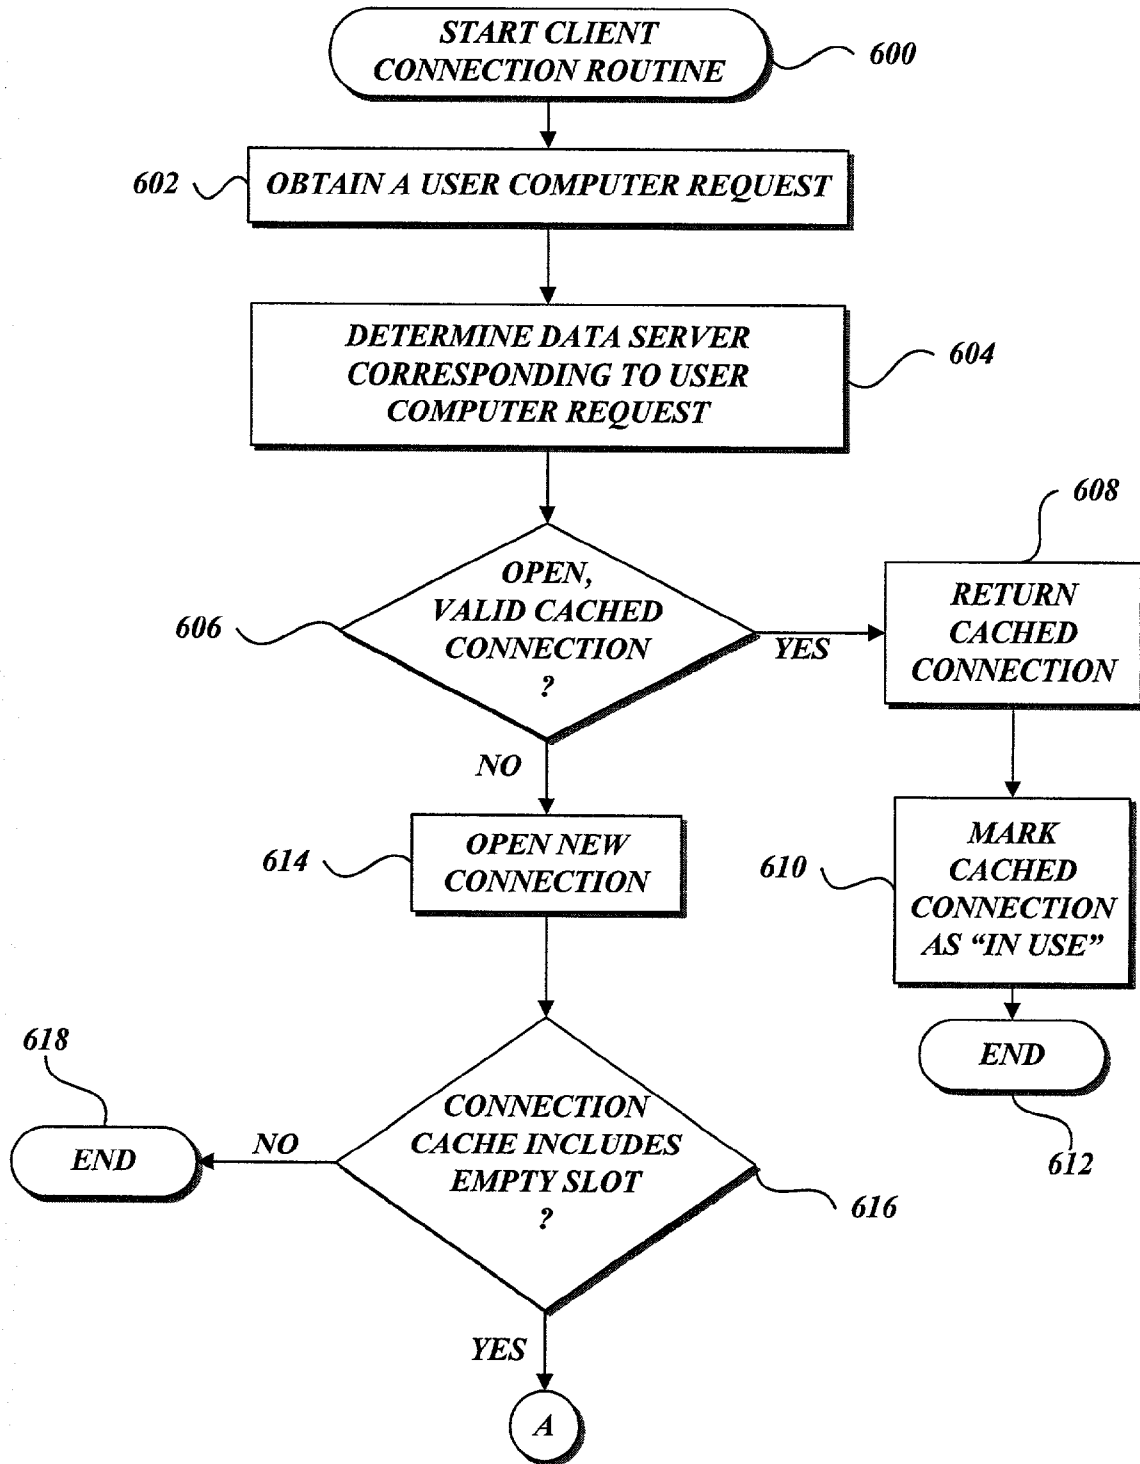 START CLIENT
CONNECTION ROUTINE
600
602
OBTAIN A USER COMPUTER REQUEST
DETERMINE DATA SERVER
CORRESPONDING TO USER
COMPUTER REQUEST
604
606
OPEN,
VALID CACHED
CONNECTION
?
YES
608
RETURN
CACHED
CONNECTION
NO
614
OPEN NEW
CONNECTION
610
MARK
CACHED
CONNECTION
AS “IN USE”
END
612
618
END
NO
CONNECTION
CACHE INCLUDES
EMPTY SLOT
?
616
YES
A